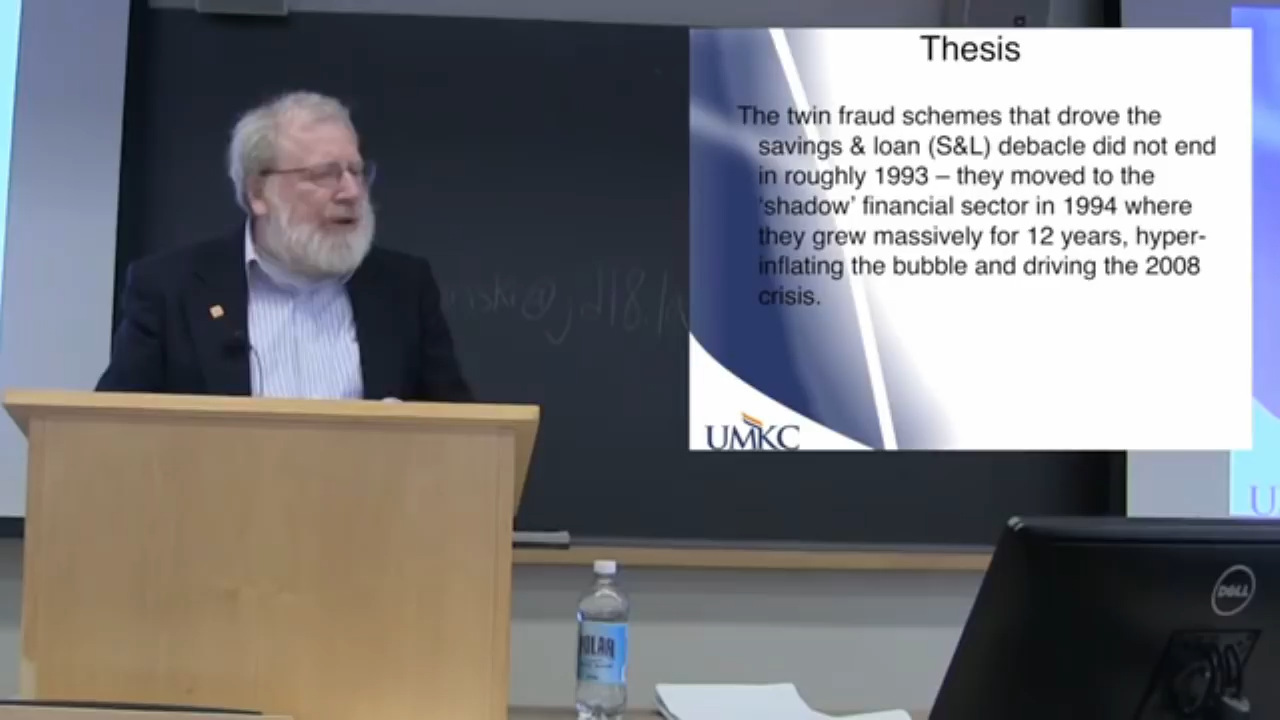 Thesis
The twin fraud schemes that drove the
savings & loan (S&L) debacle did not end
in roughly 1993 – they moved to the
‘shadow’ financial sector in 1994 where
they grew massively for 12 years, hyper-
inflating the bubble and driving the 2008
crisis.
UMKC
U
DELL
POLAR